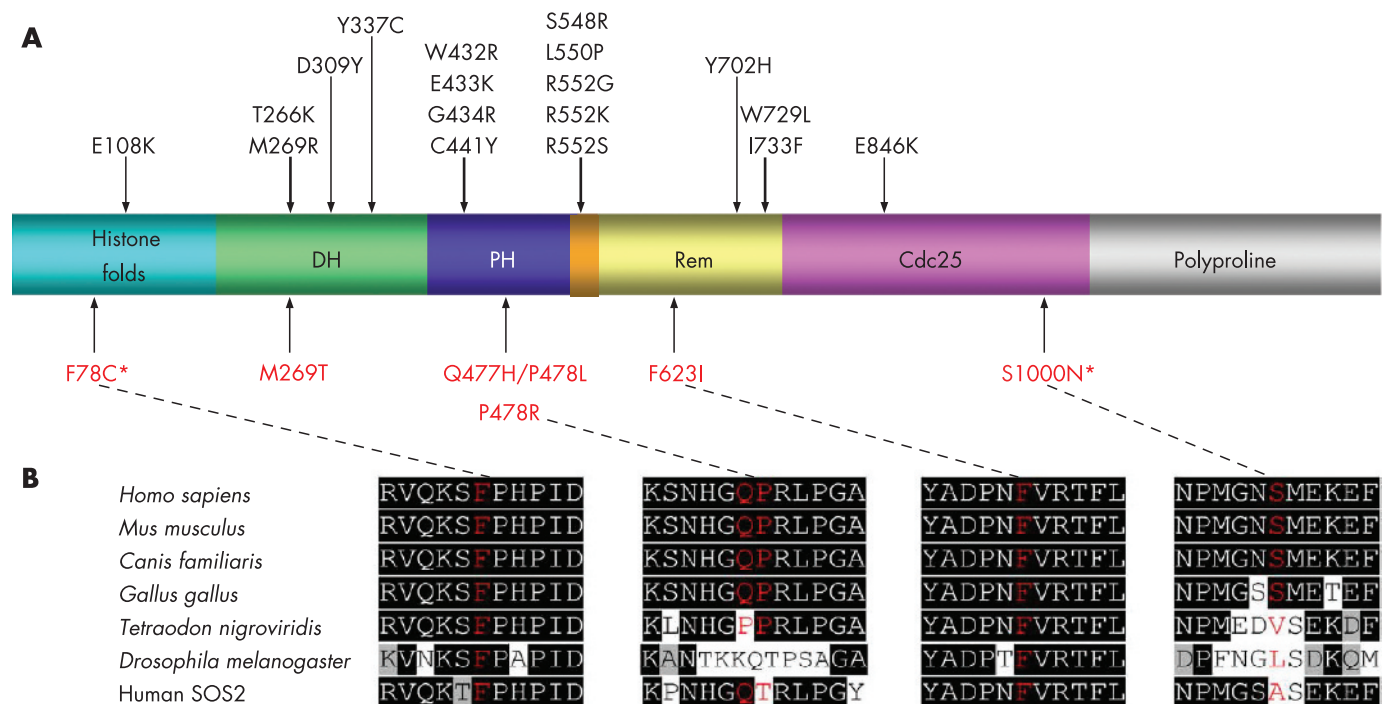 A
Y337C
D309Y
T266K
M269R
E108K
W432R
E433K
G434R
C441Y
S548R
L550P
R552G
R552K
R552S
Y702H
W729L
I733F
E846K
Histone
folds
DH
PH
Rem
Cdc25
Polyproline
F78C*
M269T
Q477H/P478L
P478R
F623I
S1000N*
B
Homo sapiens RVQKSFPHPID KSNHGQPRLPGA YADPNFVRTFL NPMGNSMEKEF
Mus musculus RVQKSFPHPID KSNHGQPRLPGA YADPNFVRTFL NPMGNSMEKEF
Canis familiaris RVQKSFPHPID KSNHGQPRLPGA YADPNFVRTFL NPMGNSMEKEF
Gallus gallus RVQKSFPHPID KSNHGQPRLPGA YADPNFVRTFL NPMGSSMETEF
Tetraodon nigroviridis RVQKSFPHPID KLNHGPPRLPGA YADPNFVRTFL NPMEDVSEKDF
Drosophila melanogaster KVNKSFPAPID KANTKKQTPSAGA YADPTFVRTFL DPFNGLSDKQM
Human SOS2 RVQKTFPHPID KPNHGQTRLPGY YADPNFVRTFL NPMGSASEKEF